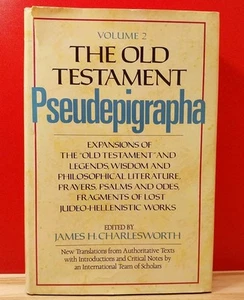 VOLUME 2
THE OLD
TESTAMENT
Pseudepigrapha
EXPANSIONS OF
THE "OLD TESTAMENT" AND
LEGENDS, WISDOM AND
PHILOSOPHICAL LITERATURE,
PRAYERS, PSALMS AND ODES,
FRAGMENTS OF LOST
JUDEO-HELLENISTIC WORKS
EDITED BY
JAMES H. CHARLESWORTH
New Translations from Authoritative Texts
with Introductions and Critical Notes by
an International Team of Scholars